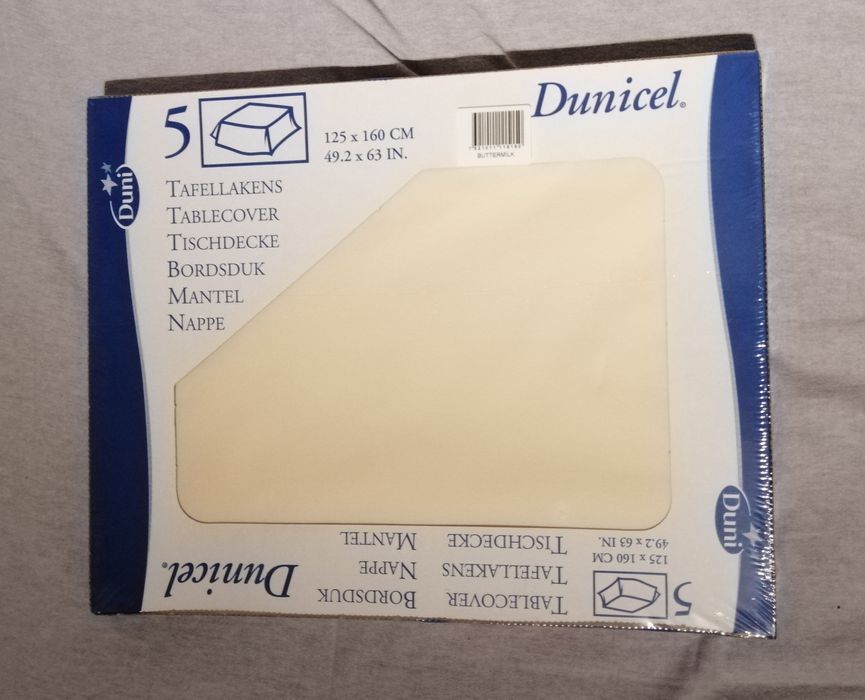 Dunicel®
5
125 x 160 CM
49.2 x 63 IN.
BUTTERMILK
Duni
TAFELLAKENS
TABLECOVER
TISCHDECKE
BORDSDUK
MANTEL
NAPPE
Duni
5
125 x 160 CM
49.2 x 63 IN.
TABLECOVER BORDSDUK
TAFELLAKENS NAPPE
TISCHDECKE MANTEL
Dunicel®